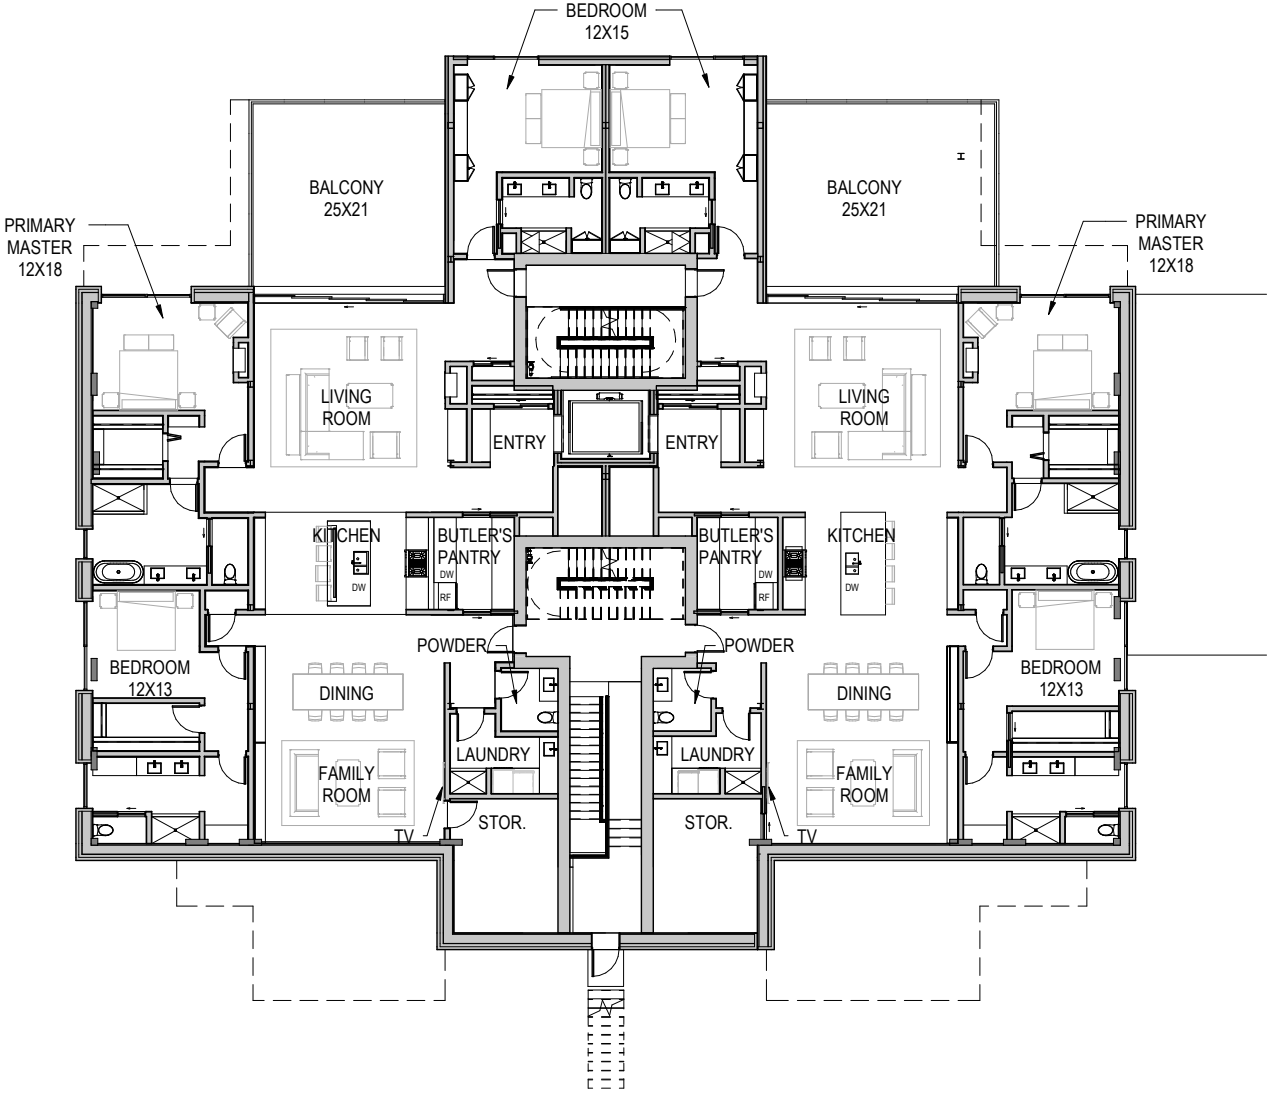 BEDROOM
12X15
BALCONY
25X21
BALCONY
25X21
PRIMARY
MASTER
12X18
PRIMARY
MASTER
12X18
LIVING
ROOM
LIVING
ROOM
ENTRY
ENTRY
KITCHEN
DW
BUTLER'S
PANTRY
DW
RF
BUTLER'S
PANTRY
DW
RF
KITCHEN
DW
POWDER
POWDER
BEDROOM
12X13
DINING
DINING
BEDROOM
12X13
LAUNDRY
LAUNDRY
FAMILY
ROOM
FAMILY
ROOM
TV
STOR.
STOR.
TV